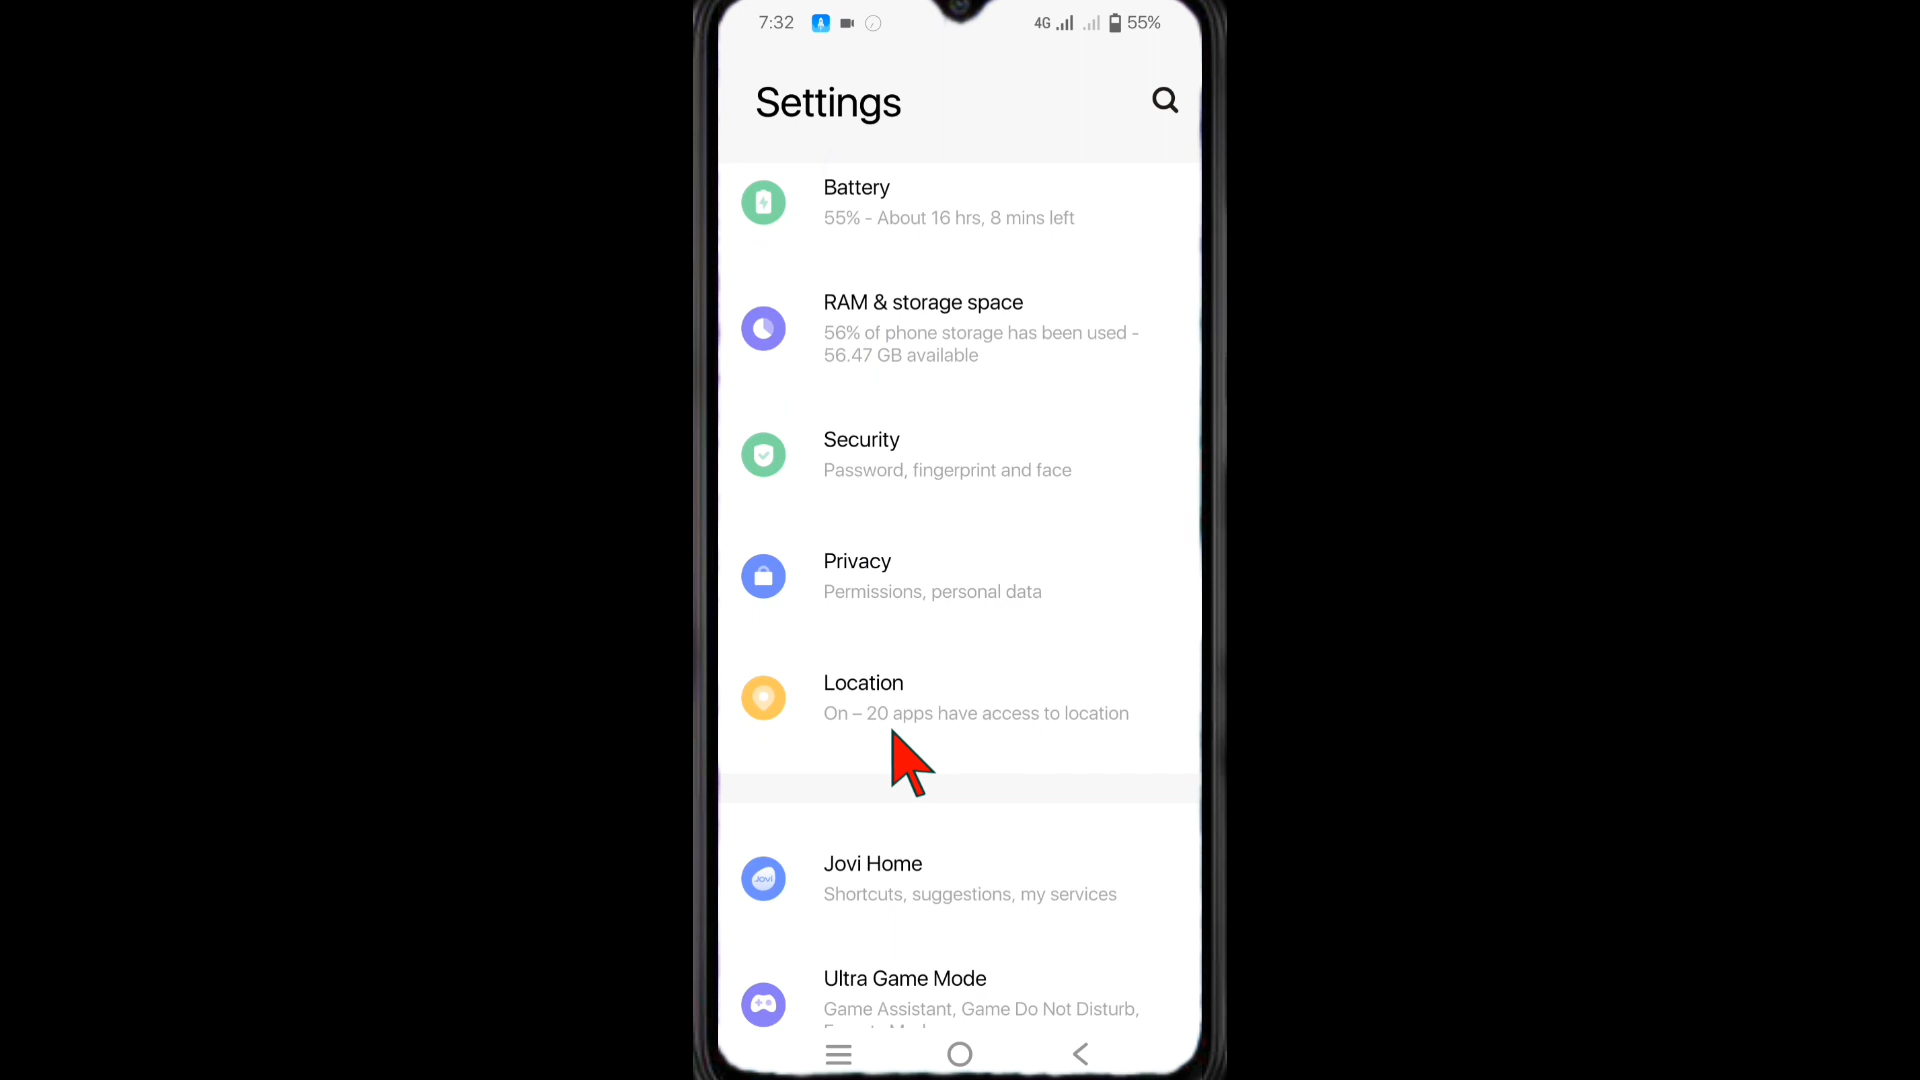 7:32 4G 55%
Settings
Battery
55% - About 16 hrs, 8 mins left
RAM & storage space
56% of phone storage has been used -
56.47 GB available
Security
Password, fingerprint and face
Privacy
Permissions, personal data
Location
On – 20 apps have access to location
Jovi
Jovi Home
Shortcuts, suggestions, my services
Ultra Game Mode
Game Assistant, Game Do Not Disturb,